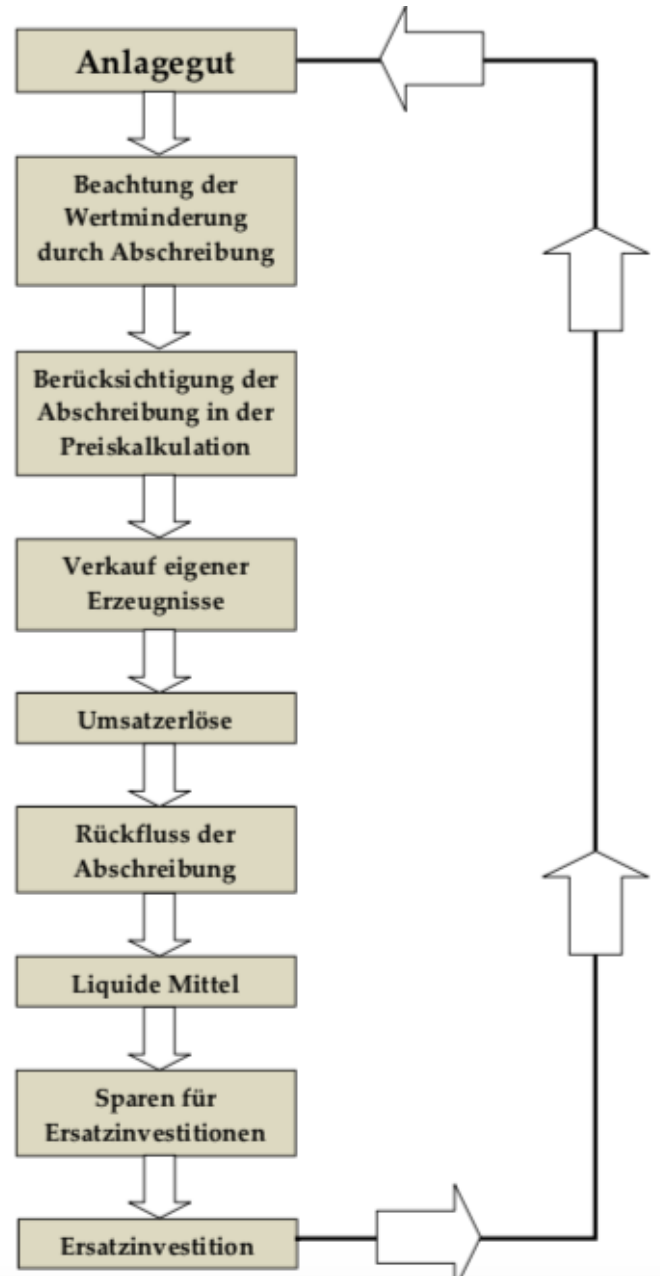 Anlagegut
Beachtung der
Wertminderung
durch Abschreibung
Berücksichtigung der
Abschreibung in der
Preiskalkulation
Verkauf eigener
Erzeugnisse
Umsatzerlöse
Rückfluss der
Abschreibung
Liquide Mittel
Sparen für
Ersatzinvestitionen
Ersatzinvestition